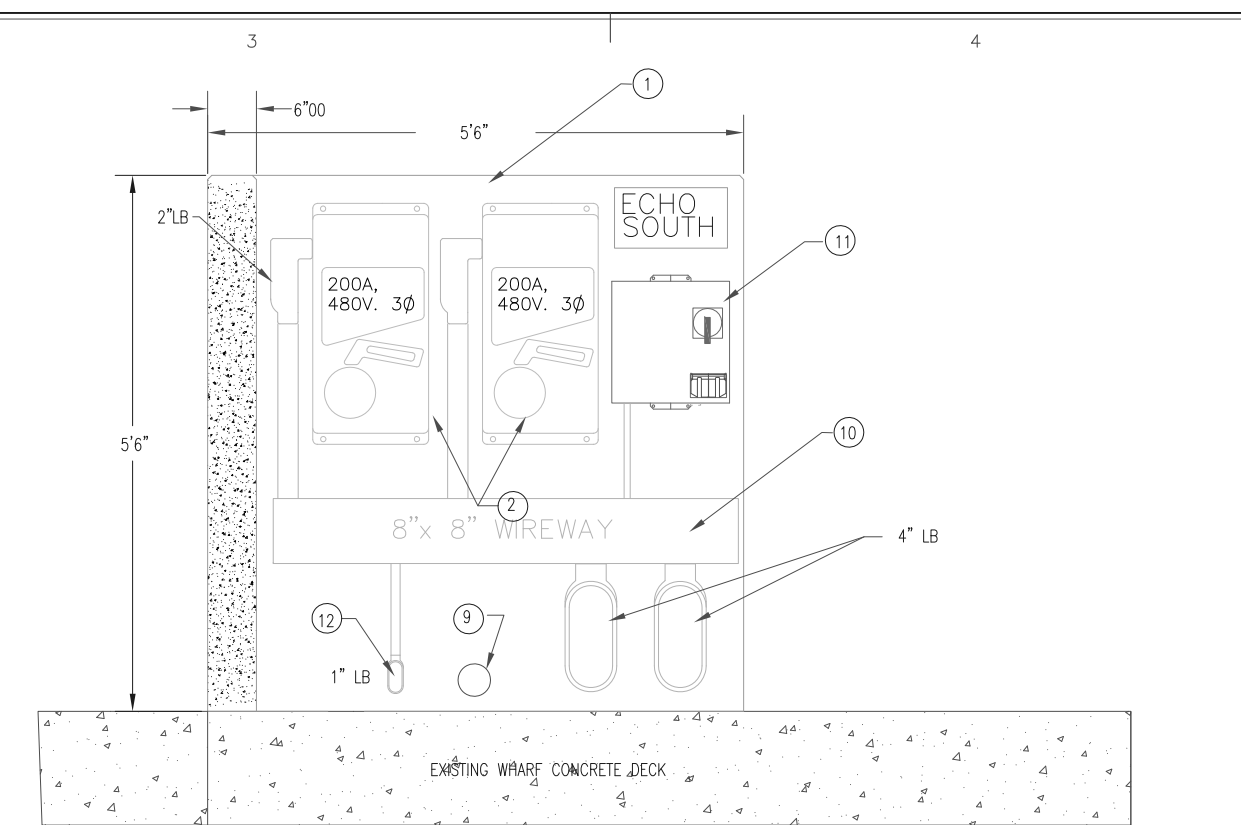 3
4
1
6"00
5'6"
2"LB
ECHO
SOUTH
11
200A,
480V. 3Ø
200A,
480V. 3Ø
5'6"
10
2
8"x 8" WIREWAY
4" LB
12
9
1" LB
EXISTING WHARF CONCRETE DECK